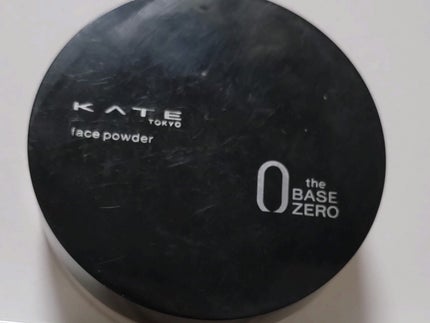 KATE
TOKYO
face powder
0 the
BASE
ZERO